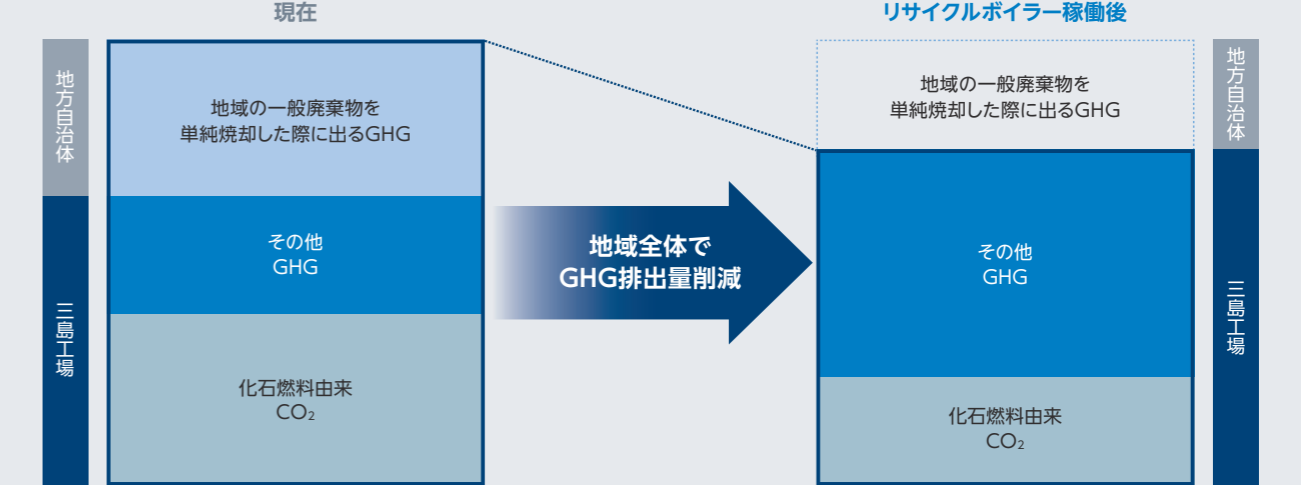 現在
リサイクルボイラー稼働後
地方自治体
三島工場
地域の一般廃棄物を
単純焼却した際に出るGHG
その他
GHG
化石燃料由来
CO₂
地域全体で
GHG排出量削減
地域の一般廃棄物を
単純焼却した際に出るGHG
その他
GHG
化石燃料由来
CO₂
地方自治体
三島工場